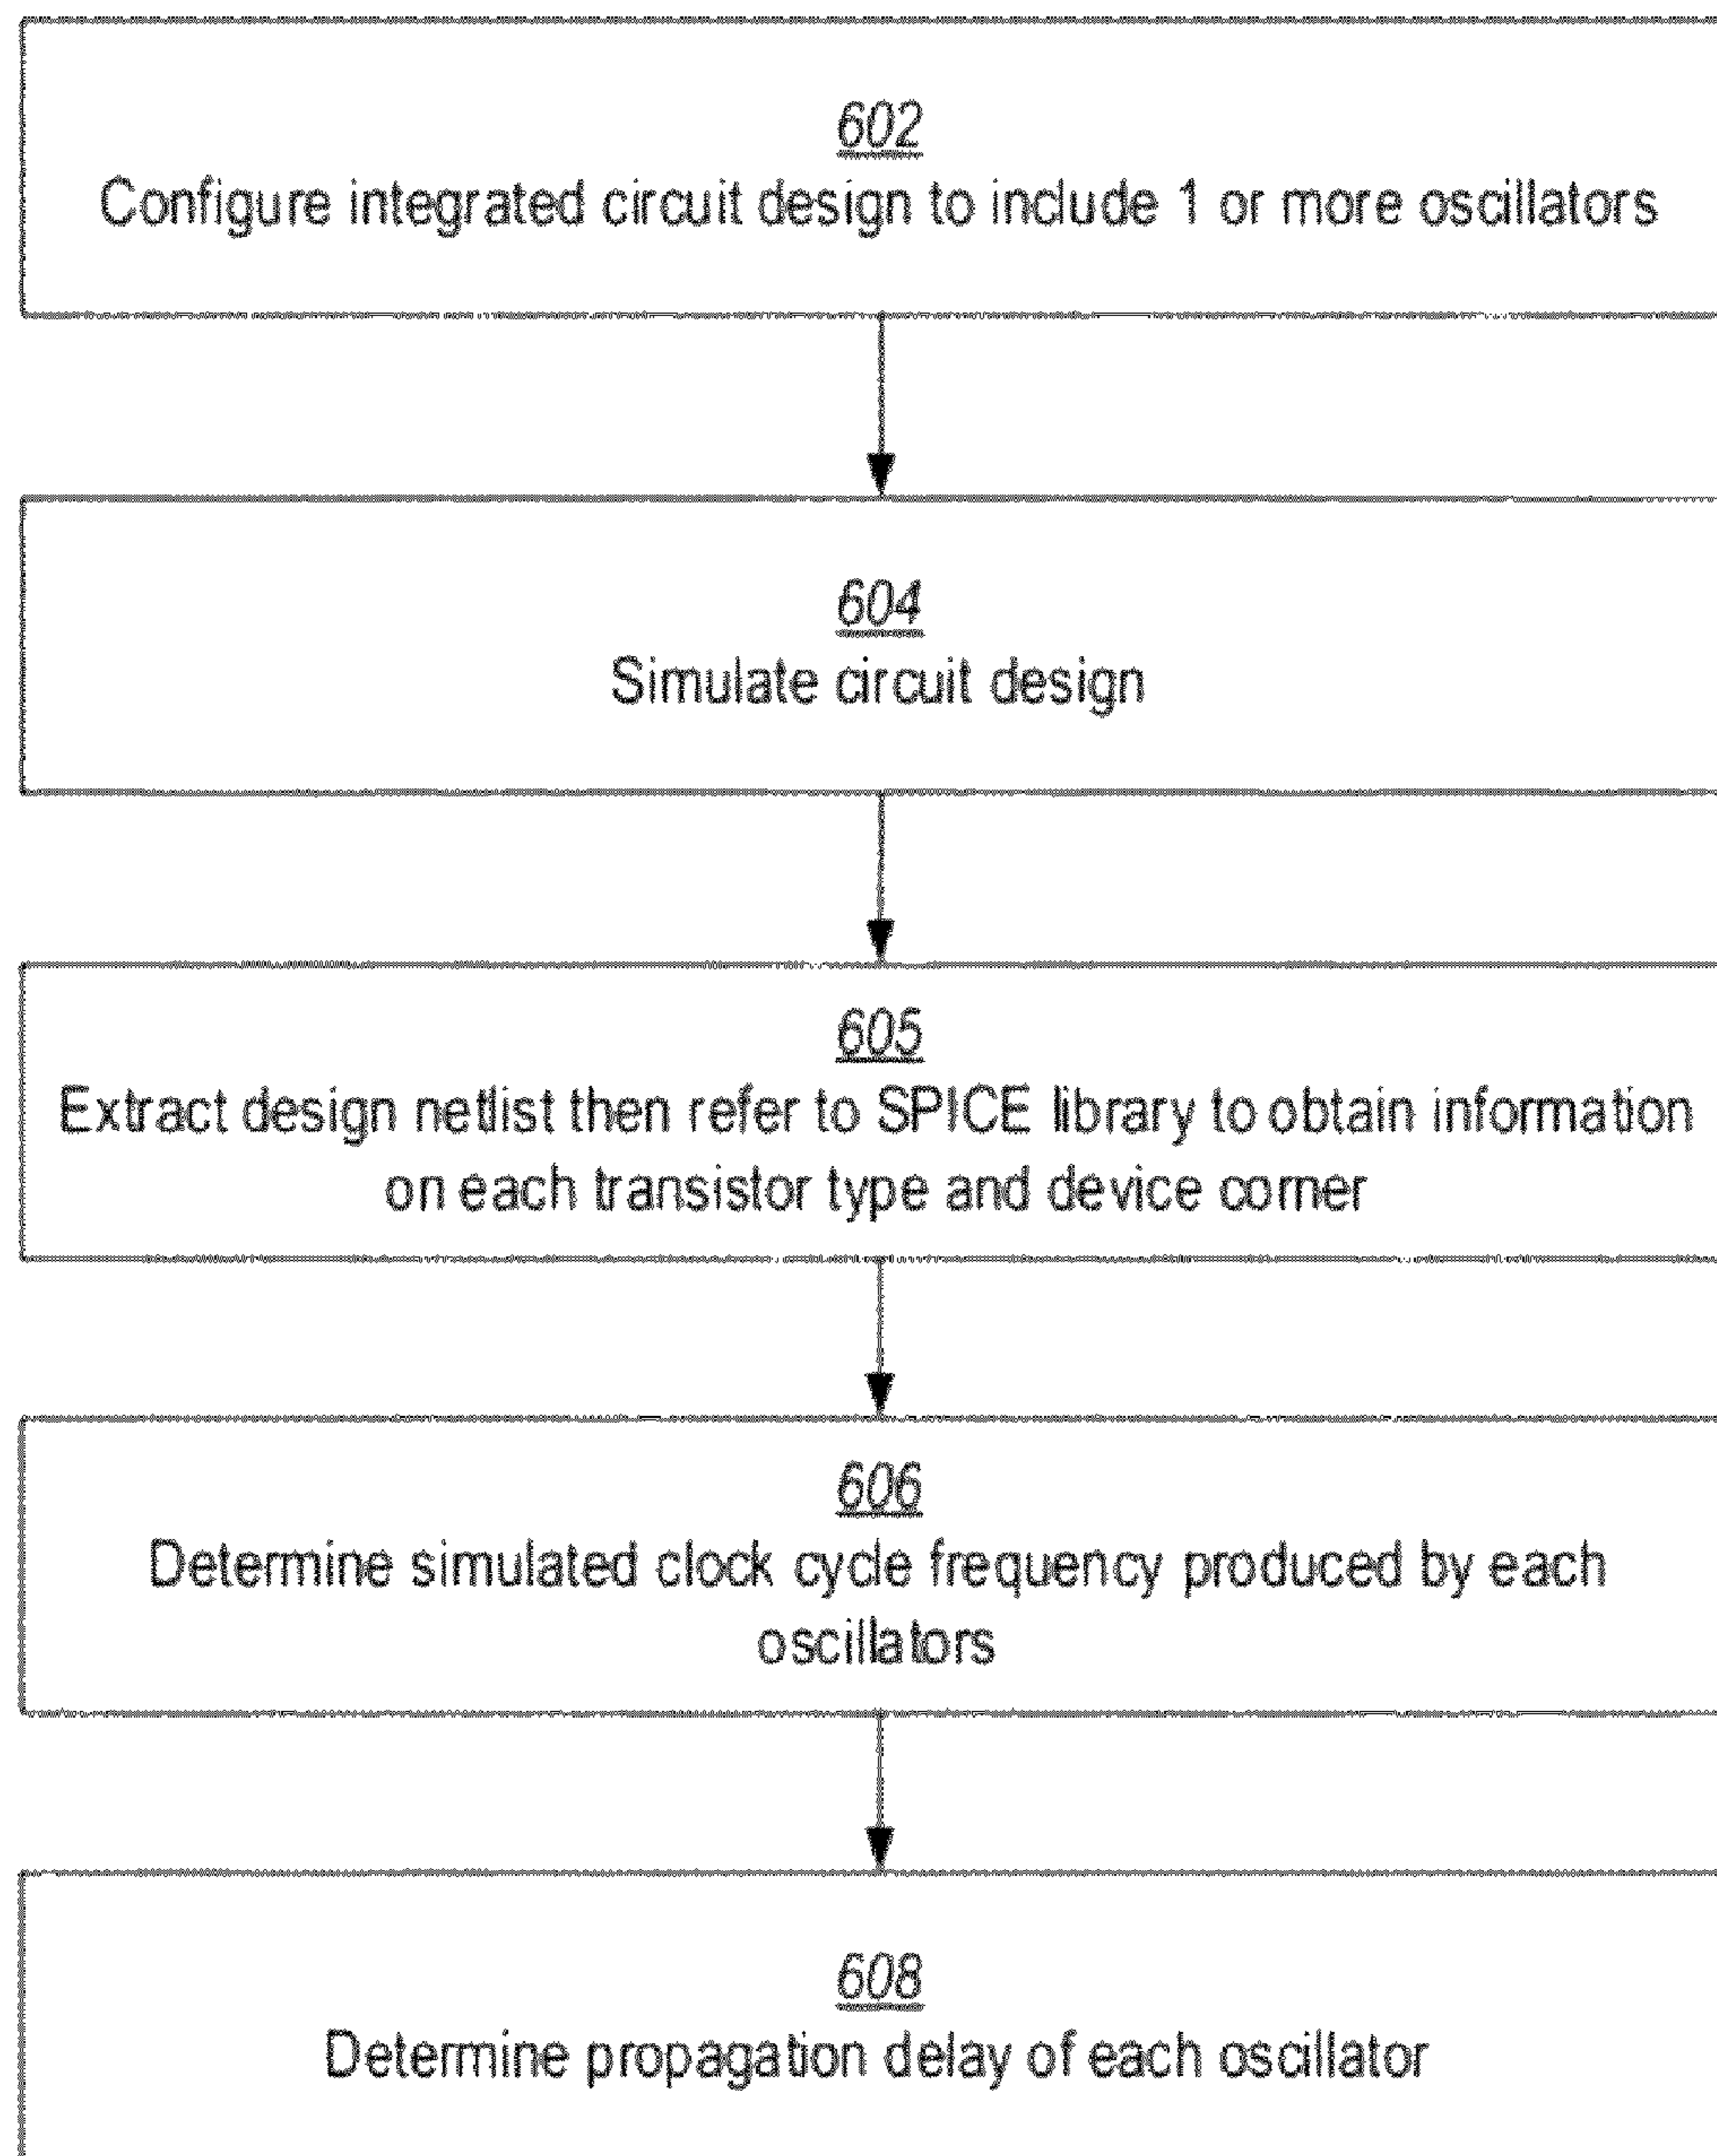 602
Configure integrated circuit design to include 1 or more oscillators
604
Simulate circuit design
605
Extract design netlist then refer to SPICE library to obtain information
on each transistor type and device corner
606
Determine simulated clock cycle frequency produced by each
oscillators
608
Determine propagation delay of each oscillator